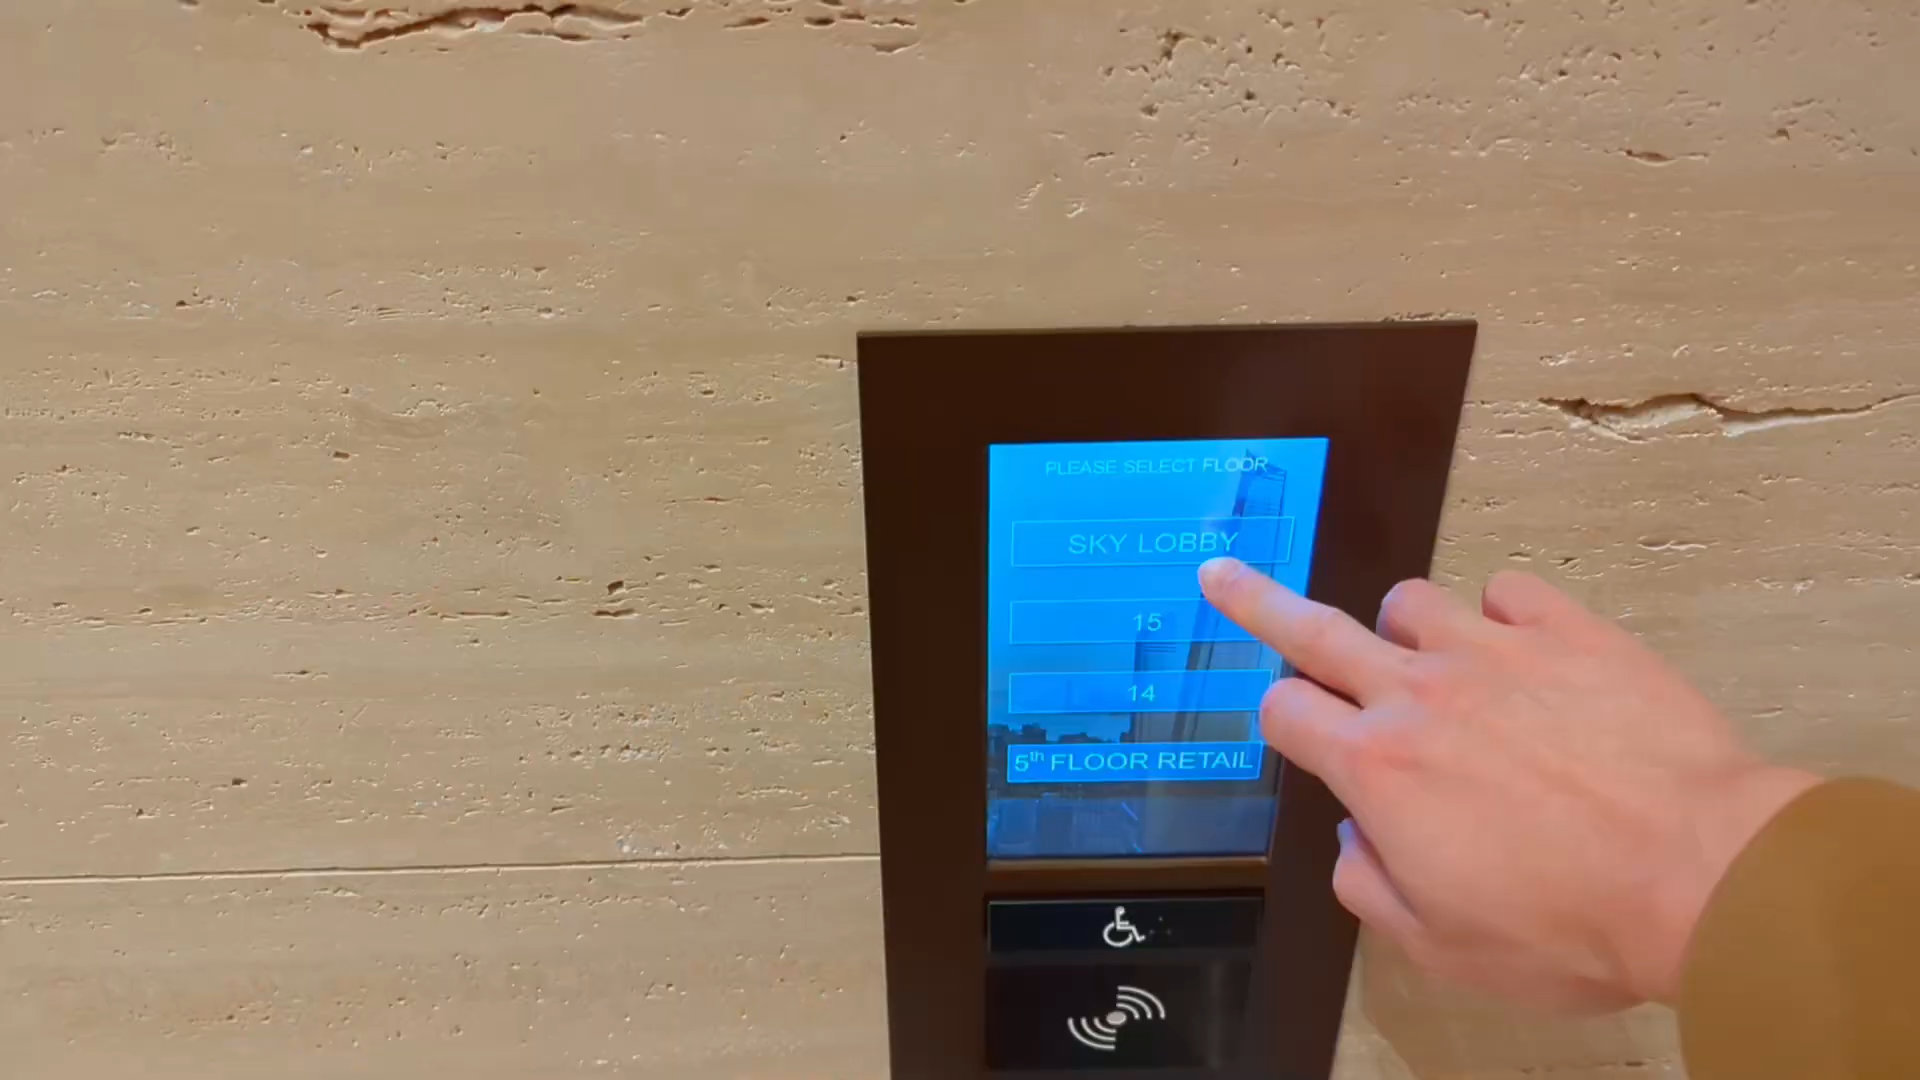 PLEASE SELECT FLOOR
SKY LOBBY
15
14
5th FLOOR RETAIL